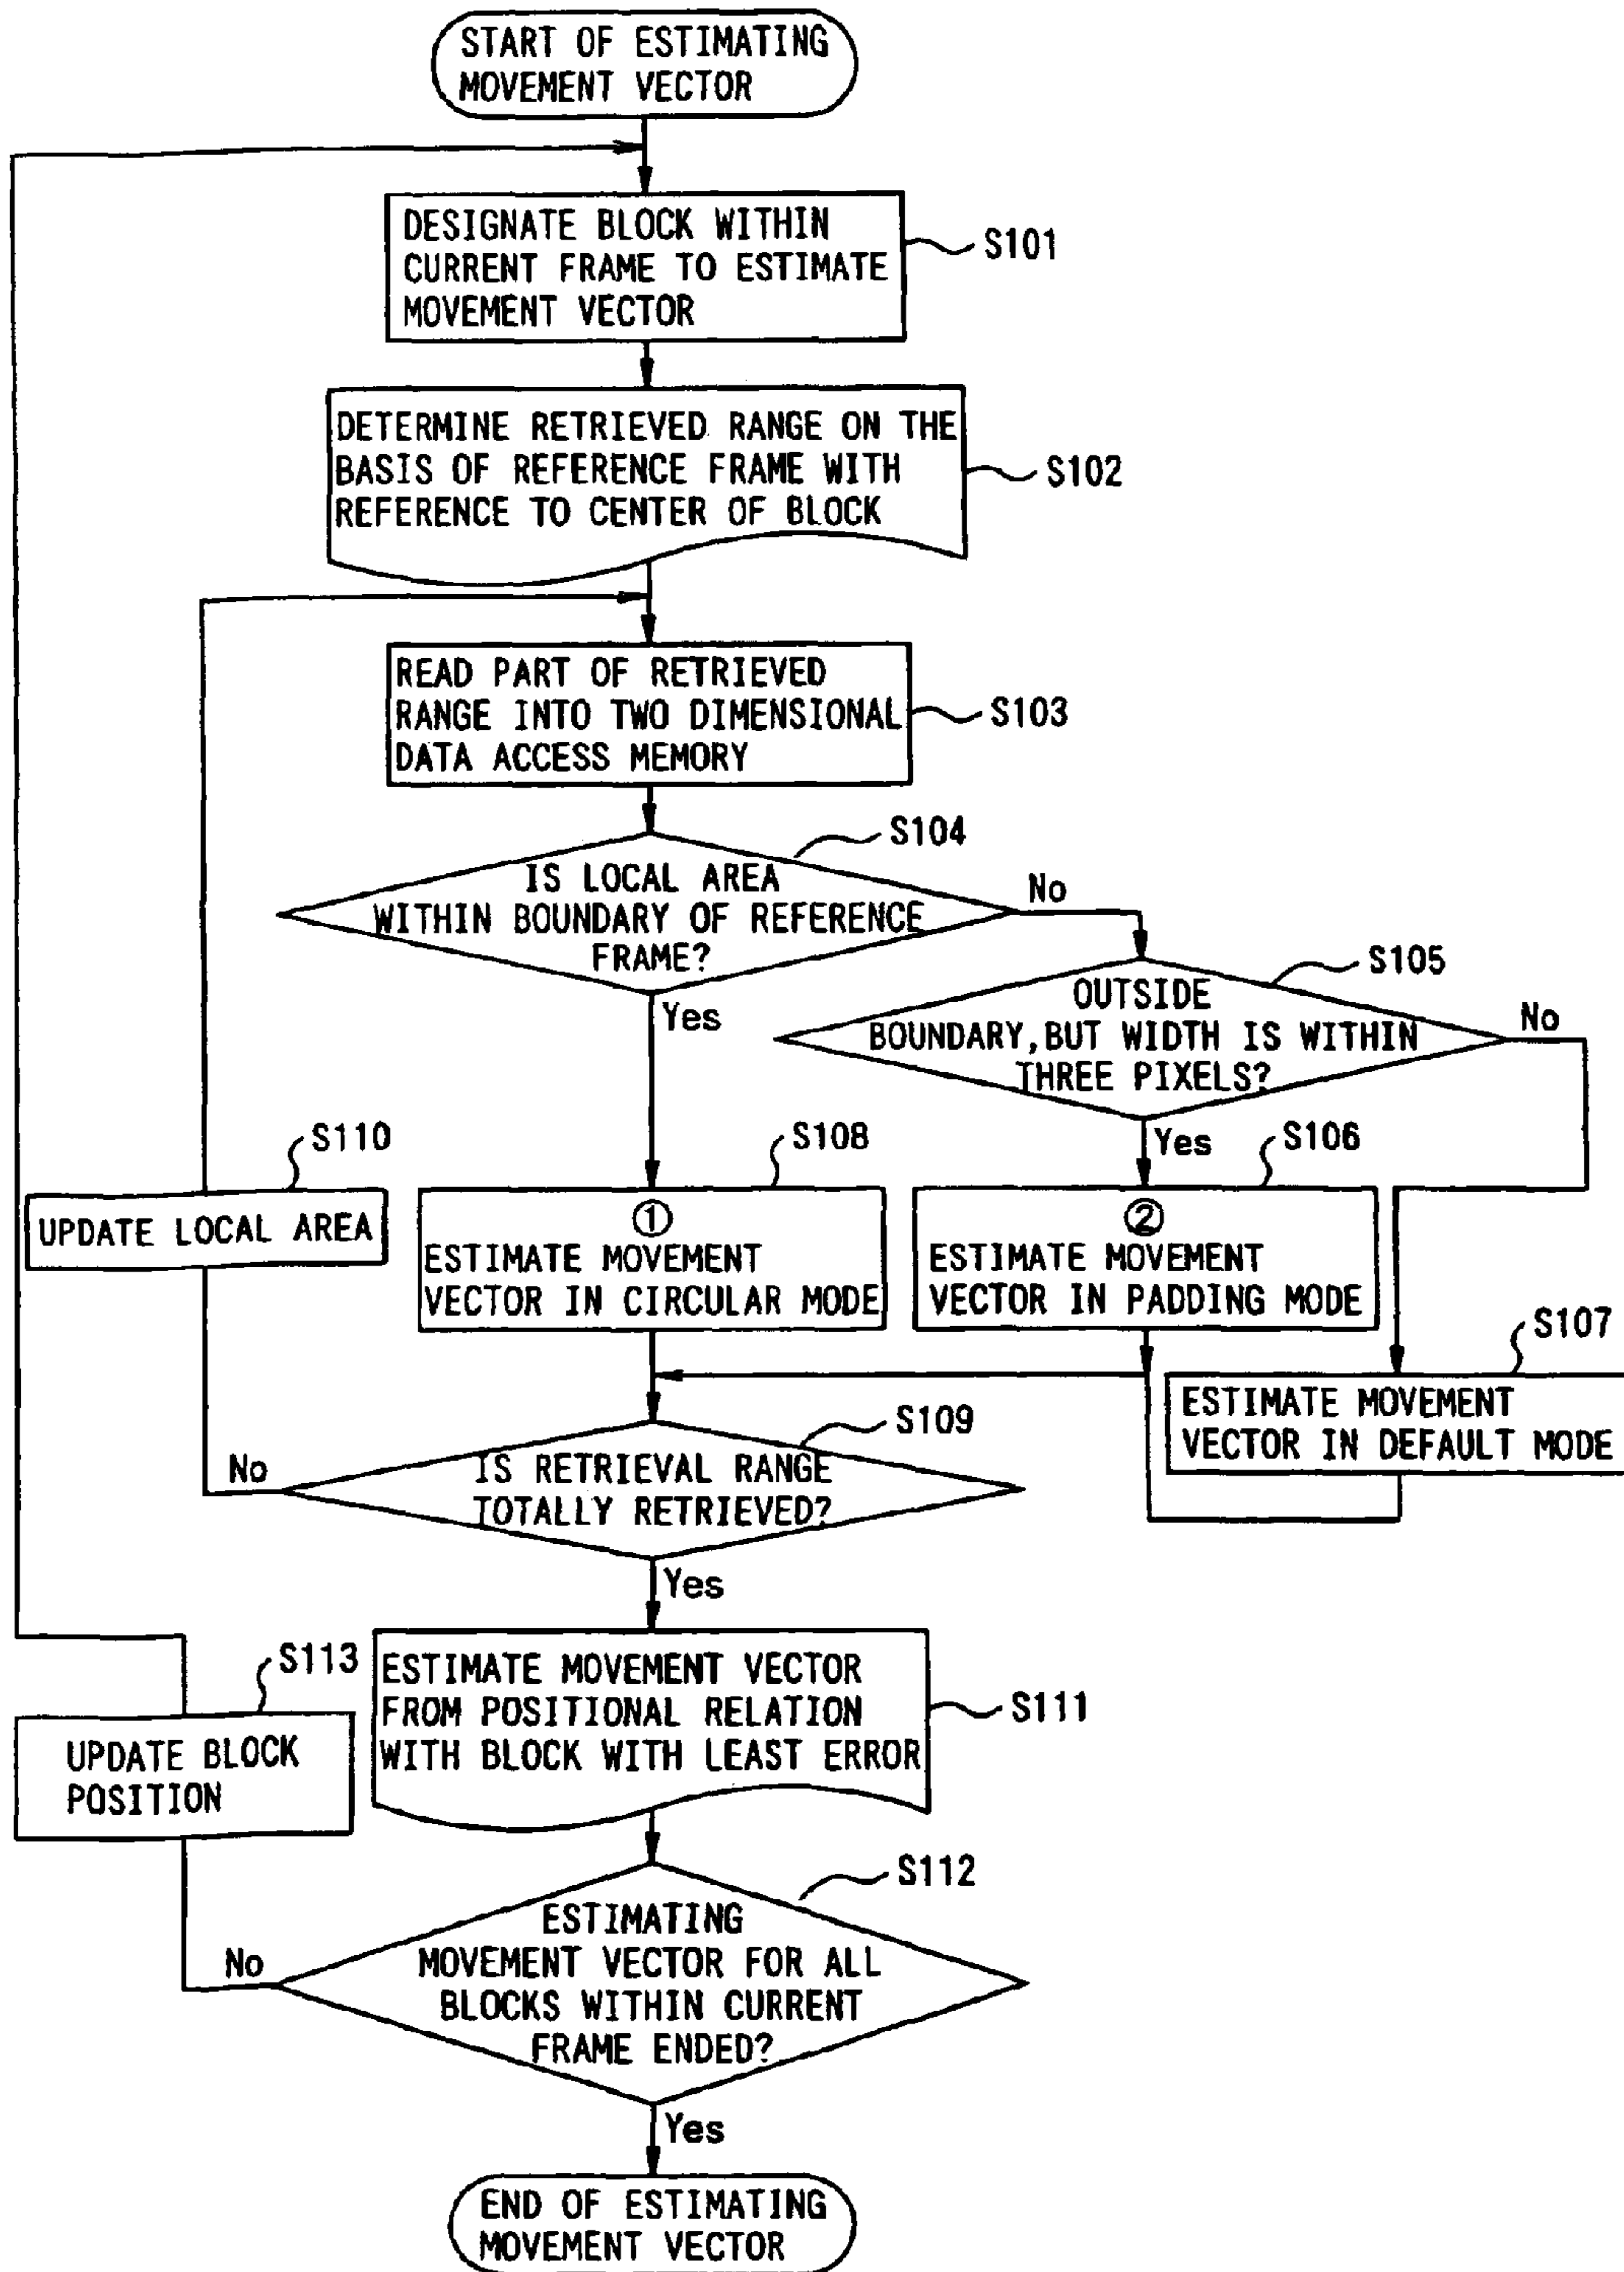 START OF ESTIMATING
MOVEMENT VECTOR
DESIGNATE BLOCK WITHIN
CURRENT FRAME TO ESTIMATE
MOVEMENT VECTOR
S101
DETERMINE RETRIEVED RANGE ON THE
BASIS OF REFERENCE FRAME WITH
REFERENCE TO CENTER OF BLOCK
S102
READ PART OF RETRIEVED
RANGE INTO TWO DIMENSIONAL
DATA ACCESS MEMORY
S103
S104
IS LOCAL AREA
WITHIN BOUNDARY OF REFERENCE
FRAME?
No
Yes
S105
OUTSIDE
BOUNDARY, BUT WIDTH IS WITHIN
THREE PIXELS?
No
Yes
S110
UPDATE LOCAL AREA
S108
①
ESTIMATE MOVEMENT
VECTOR IN CIRCULAR MODE
S106
②
ESTIMATE MOVEMENT
VECTOR IN PADDING MODE
S107
ESTIMATE MOVEMENT
VECTOR IN DEFAULT MODE
S109
IS RETRIEVAL RANGE
TOTALLY RETRIEVED?
No
Yes
S113
UPDATE BLOCK
POSITION
ESTIMATE MOVEMENT VECTOR
FROM POSITIONAL RELATION
WITH BLOCK WITH LEAST ERROR
S111
S112
ESTIMATING
MOVEMENT VECTOR FOR ALL
BLOCKS WITHIN CURRENT
FRAME ENDED?
No
Yes
END OF ESTIMATING
MOVEMENT VECTOR